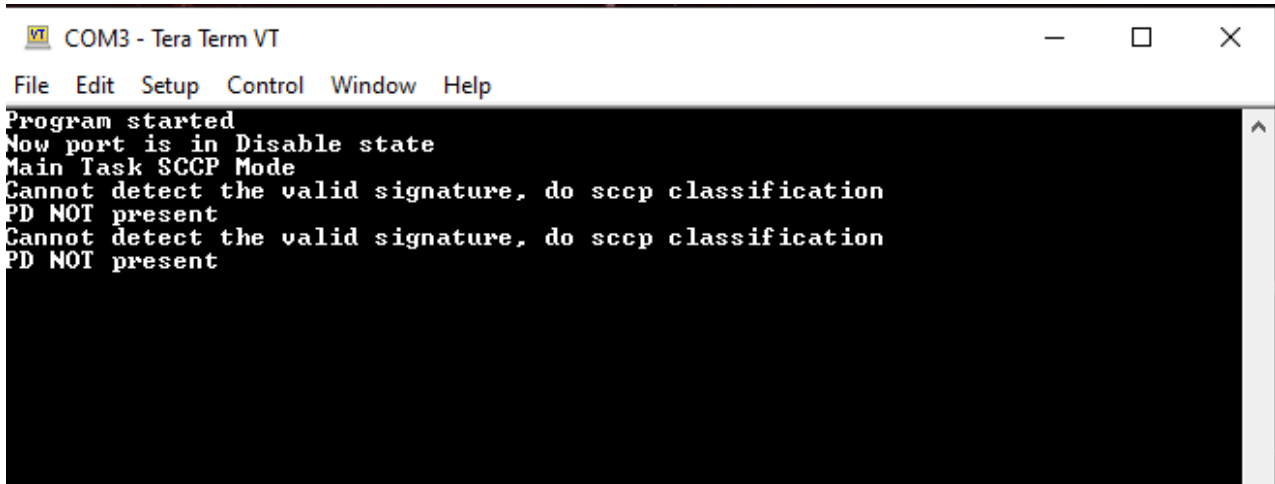 VT COM3 - Tera Term VT
File Edit Setup Control Window Help
Program started
Now port is in Disable state
Main Task SCCP Mode
Cannot detect the valid signature, do sccp classification
PD NOT present
Cannot detect the valid signature, do sccp classification
PD NOT present